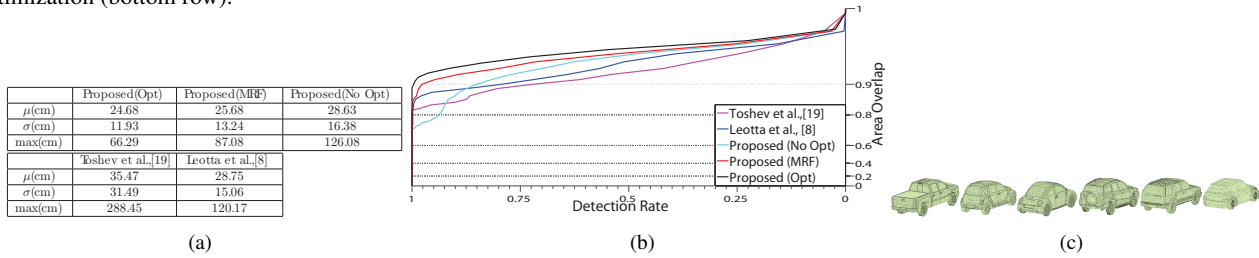 timization (bottom row).
Proposed(Opt) Proposed(MRF) Proposed(No Opt)
μ(cm) 24.68 25.68 28.63
σ(cm) 11.93 13.24 16.38
max(cm) 66.29 87.08 126.08
Toshev et al.,[19] Leotta et al.,[8]
μ(cm) 35.47 28.75
σ(cm) 31.49 15.06
max(cm) 288.45 120.17
(a)
1
0.9
0.8
0.6
0.4
0.2
0
Area Overlap
Toshev et al.,[19]
Leotta et al., [8]
Proposed (No Opt)
Proposed (MRF)
Proposed (Opt)
1 0.75 0.5 0.25 0
Detection Rate
(b)
(c)